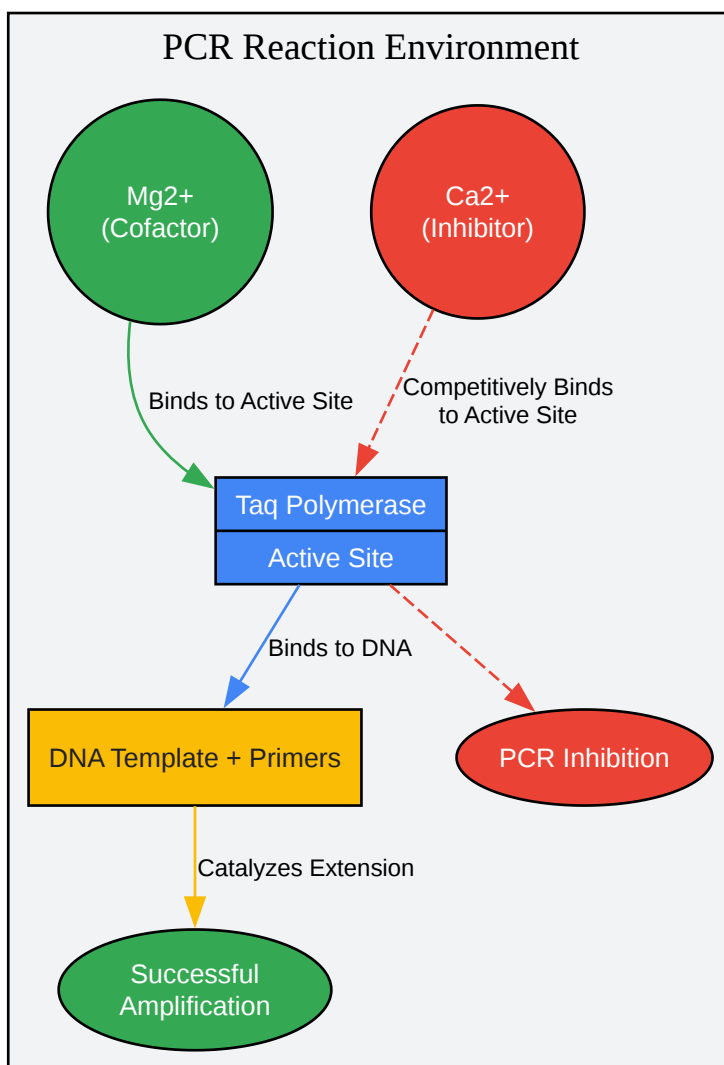 PCR Reaction Environment
Mg2+
(Cofactor)
Ca2+
(Inhibitor)
Binds to Active Site
Competitively Binds
to Active Site
Taq Polymerase
Active Site
Binds to DNA
DNA Template + Primers
PCR Inhibition
Catalyzes Extension
Successful
Amplification